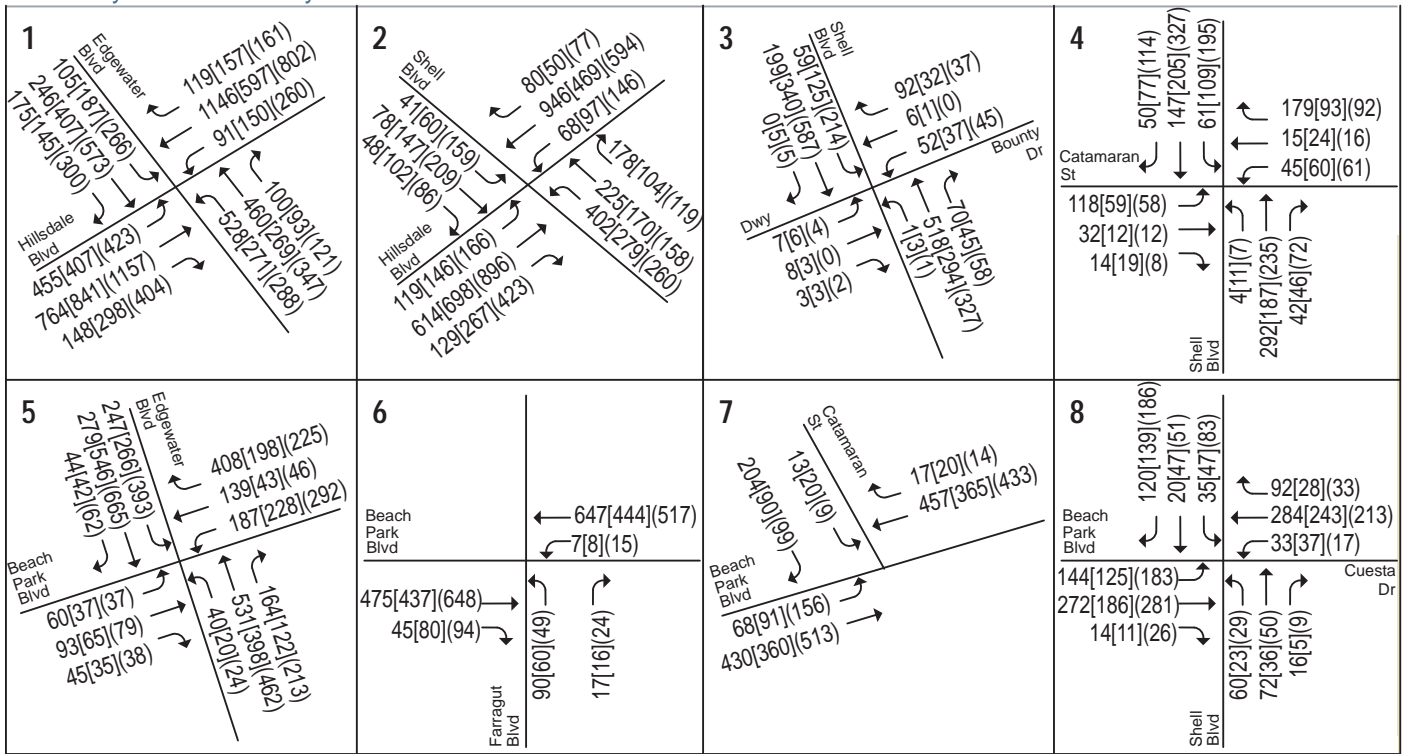 1
Edgewater
Blvd
105(187)(266)
246[407](573)
175[145](300)
119[157](161)
1146[597](802)
91[150](260)
Hillsdale
Blvd
455[407](423)
764[841](1157)
148[298](404)
528[271](288)
460[269](347)
100[93](121)
2
Shell
Blvd
41[60](159)
78[147](209)
48[102](86)
80[50](77)
946[469](594)
68[97](146)
Hillsdale
Blvd
119[146](166)
614[698](896)
129[267](423)
402[279](260)
225[170](158)
178[104](119)
3
Shell
Blvd
59[125](214)
199[340](587)
0[5](5)
92[32](37)
6[1](0)
52[37](45)
Bounty
Dr
Dwy
7[6](4)
8[3](0)
3[3](2)
1[3](1)
518[294](327)
70[45](58)
4
50[77](114)
147[205](327)
61[109](195)
179[93](92)
15[24](16)
45[60](61)
Catamaran
St
118[59](58)
32[12](12)
14[19](8)
4[11](7)
292[187](235)
42[46](72)
Shell
Blvd
5
Edgewater
Blvd
247[266](393)
279[546](665)
44[42](62)
408[198](225)
139[43](46)
187[228](292)
Beach
Park
Blvd
60[37](37)
93[65](79)
45[35](38)
40[20](24)
531[398](462)
164[122](213)
6
Beach
Park
Blvd
647[444](517)
7[8](15)
475[437](648)
45[80](94)
90[60](49)
17[16](24)
Farragut
Blvd
7
Catamaran
St
13[20](9)
204[90](99)
17[20](14)
457[365](433)
Beach
Park
Blvd
68[91](156)
430[360](513)
8
120[139](186)
20[47](51)
35[47](83)
92[28](33)
284[243](213)
33[37](17)
Beach
Park
Blvd
Cuesta
Dr
144[125](183)
272[186](281)
14[11](26)
60[23](29)
72[36](50)
16[5](9)
Shell
Blvd